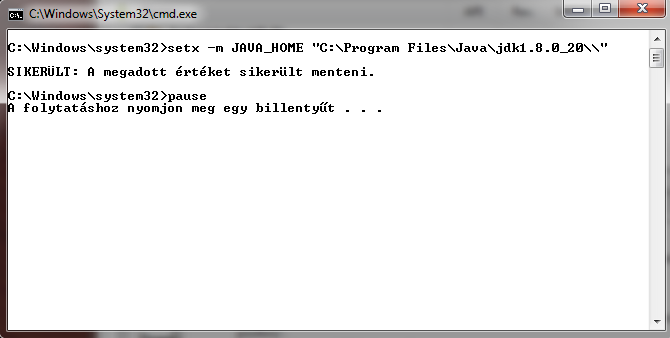 C:\Windows\System32\cmd.exe
C:\Windows\system32>setx -m JAVA_HOME "C:\Program Files\Java\jdk1.8.0_20\\"
SIKERÜLT: A megadott értéket sikerült menteni.
C:\Windows\system32>pause
A folytatáshoz nyomjon meg egy billentyűt . . .